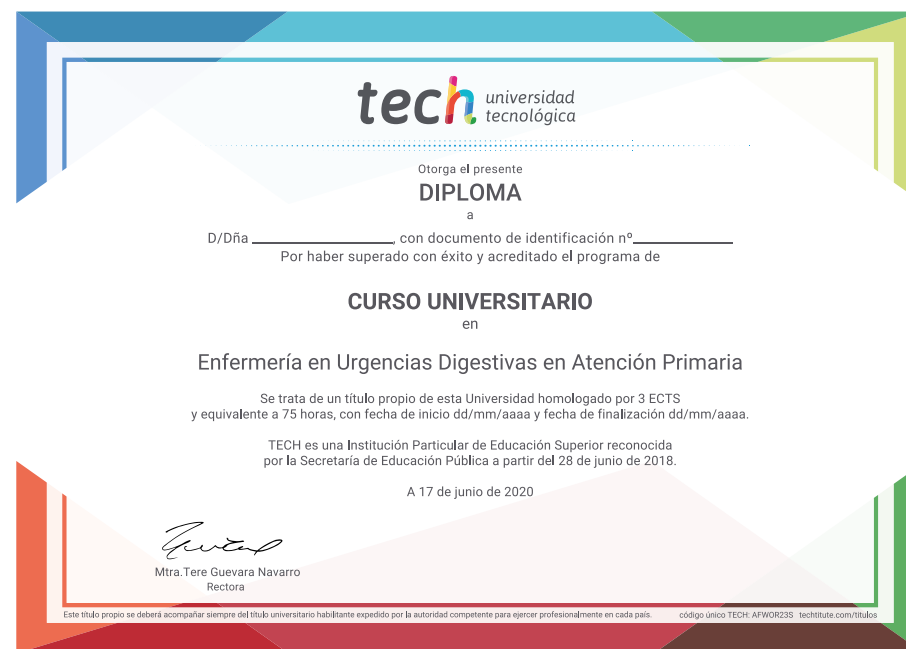 tech universidad
tecnológica
Otorga el presente
DIPLOMA
a
D/Dña ____________________, con documento de identificación nº______________
Por haber superado con éxito y acreditado el programa de
CURSO UNIVERSITARIO
en
Enfermería en Urgencias Digestivas en Atención Primaria
Se trata de un título propio de esta Universidad homologado por 3 ECTS
y equivalente a 75 horas, con fecha de inicio dd/mm/aaaa y fecha de finalización dd/mm/aaaa.
TECH es una Institución Particular de Educación Superior reconocida
por la Secretaría de Educación Pública a partir del 28 de junio de 2018.
A 17 de junio de 2020
Mtra.Tere Guevara Navarro
Rectora
Este título propio se deberá acompañar siempre del título universitario habilitante expedido por la autoridad competente para ejercer profesionalmente en cada país. código único TECH: AFWOR23S techtitute.com/titulos